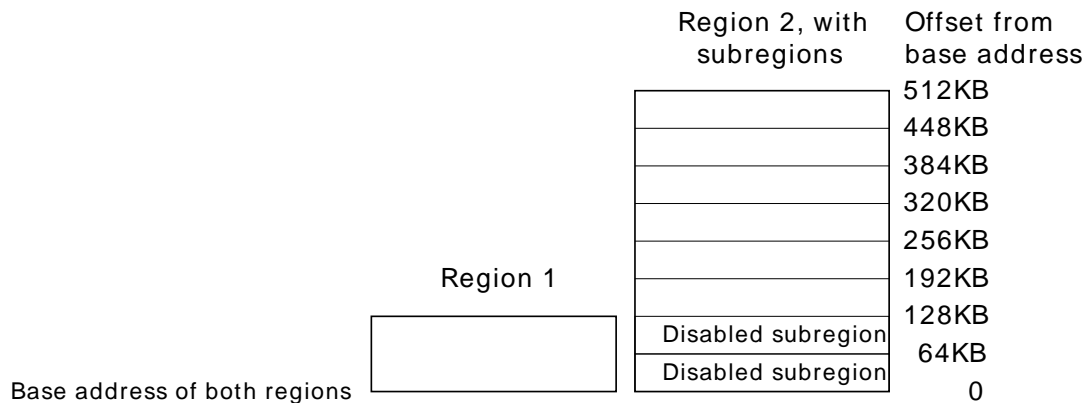 Region 2, with
subregions
Offset from
base address
512KB
448KB
384KB
320KB
256KB
Region 1
192KB
128KB
Disabled subregion
64KB
Disabled subregion
Base address of both regions
0